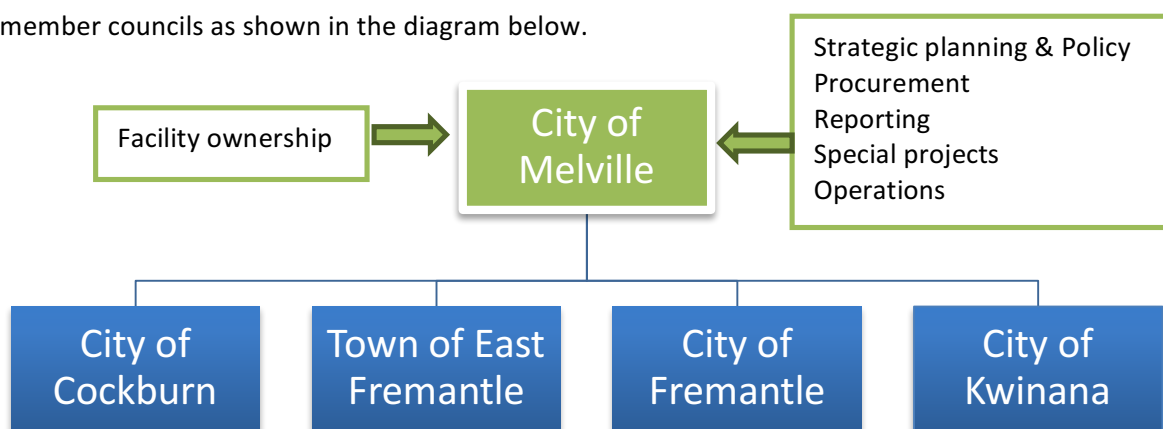 member councils as shown in the diagram below.
Strategic planning & Policy
Procurement
Reporting
Special projects
Operations
Facility ownership
City of
Melville
City of
Cockburn
Town of East
Fremantle
City of
Fremantle
City of
Kwinana